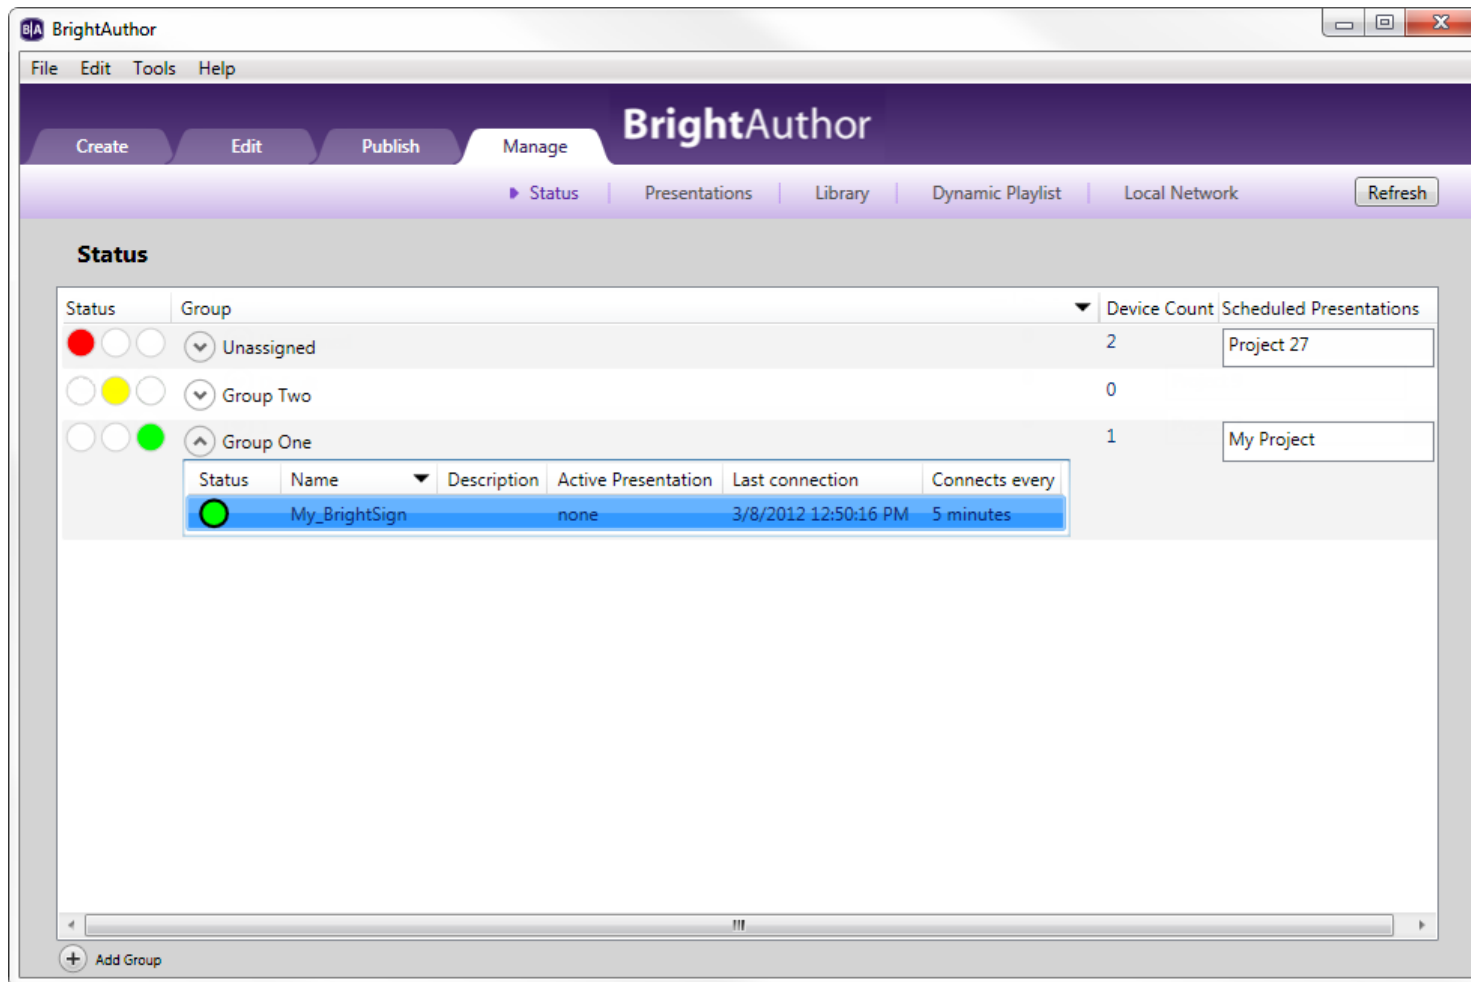 B|A BrightAuthor
File Edit Tools Help
BrightAuthor
Create Edit Publish Manage
Status Presentations Library Dynamic Playlist Local Network Refresh
Status
Status Group Device Count Scheduled Presentations
Unassigned 2 Project 27
Group Two 0
Group One 1 My Project
Status Name Description Active Presentation Last connection Connects every
My_BrightSign none 3/8/2012 12:50:16 PM 5 minutes
Add Group